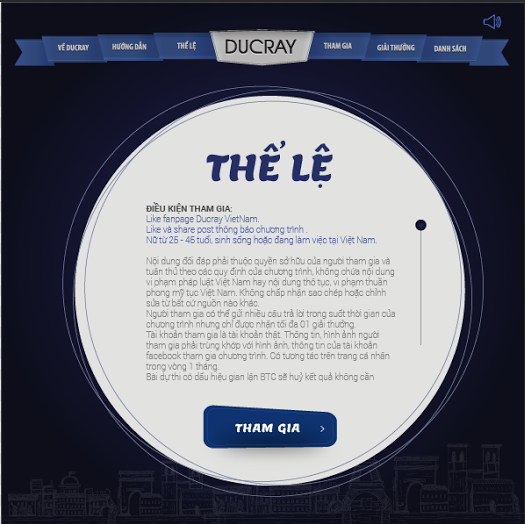 VỀ DUCRAY
HƯỚNG DẪN
THỂ LỆ
DUCRAY
THAM GIA
GIẢI THƯỞNG
DANH SÁCH
THỂ LỆ
ĐIỀU KIỆN THAM GIA:
Like fanpage Ducray VietNam.
Like và share post thông báo chương trình .
Nữ từ 25 - 45 tuổi, sinh sống hoặc đang làm việc tại Việt Nam.
Nội dung đối đáp phải thuộc quyền sở hữu của người tham gia và
tuân thủ theo các quy định của chương trình, không chứa nội dung
vi phạm pháp luật Việt Nam hay nội dung thô tục, vi phạm thuần
phong mỹ tục Việt Nam. Không chấp nhận sao chép hoặc chỉnh
sửa từ bất cứ nguồn nào khác.
Người tham gia có thể gửi nhiều câu trả lời trong suốt thời gian của
chương trình nhưng chỉ được nhận tối đa 01 giải thưởng.
Tài khoản tham gia là tài khoản thật. Thông tin, hình ảnh người
tham gia phải trùng khớp với hình ảnh, thông tin của tài khoản
facebook tham gia chương trình. Có tương tác trên trang cá nhân
trong vòng 1 tháng.
Bài dự thi có dấu hiệu gian lận BTC sẽ huỷ kết quả không cần
THAM GIA >